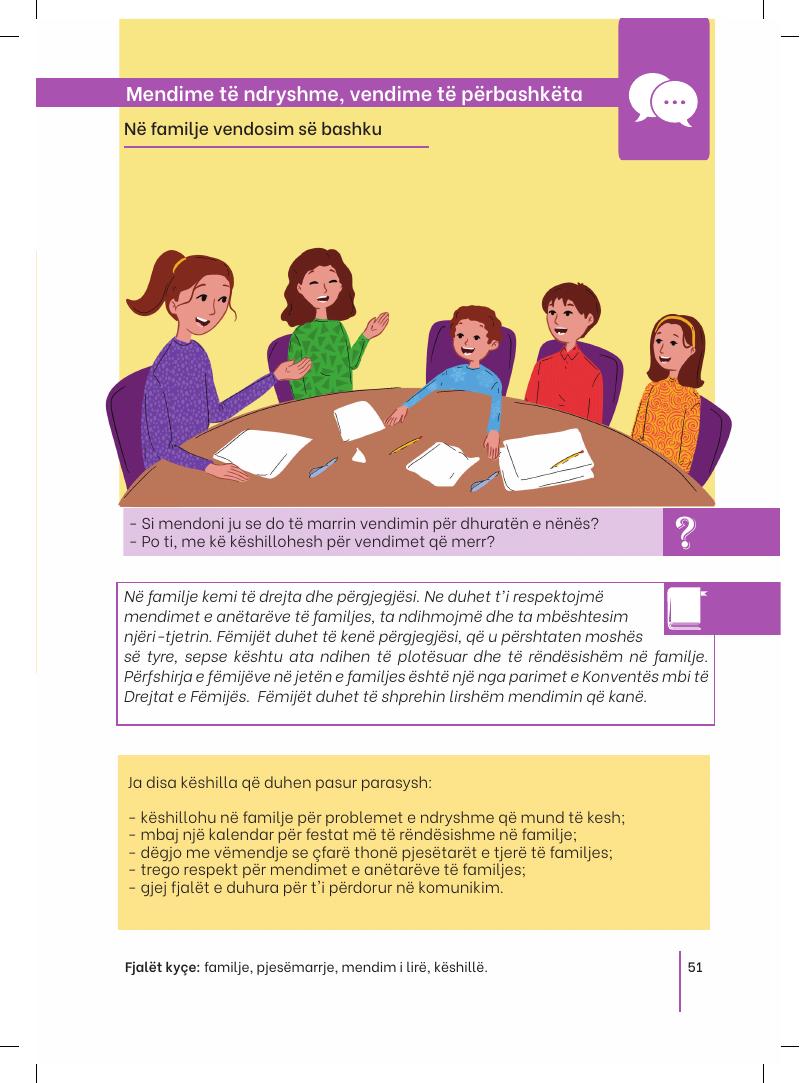 Mendime të ndryshme, vendime të përbashkëta
Në familje vendosim së bashku
- Si mendoni ju se do të marrin vendimin për dhuratën e nënës?
- Po ti, me kë këshillohesh për vendimet që merr?
?
Në familje kemi të drejta dhe përgjegjësi. Ne duhet t'i respektojmë
mendimet e anëtarëve të familjes, ta ndihmojmë dhe ta mbështesim
njëri-tjetrin. Fëmijët duhet të kenë përgjegjësi, që u përshtaten moshës
së tyre, sepse kështu ata ndihen të plotësuar dhe të rëndësishëm në familje.
Përfshirja e fëmijëve në jetën e familjes është një nga parimet e Konventës mbi të
Drejtat e Fëmijës. Fëmijët duhet të shprehin lirshëm mendimin që kanë.
Ja disa këshilla që duhen pasur parasysh:
- këshillohu në familje për problemet e ndryshme që mund të kesh;
- mbaj një kalendar për festat më të rëndësishme në familje;
- dëgjo me vëmendje se çfarë thonë pjesëtarët e tjerë të familjes;
- trego respekt për mendimet e anëtarëve të familjes;
- gjej fjalët e duhura për t'i përdorur në komunikim.
Fjalët kyçe: familje, pjesëmarrje, mendim i lirë, këshillë.
51